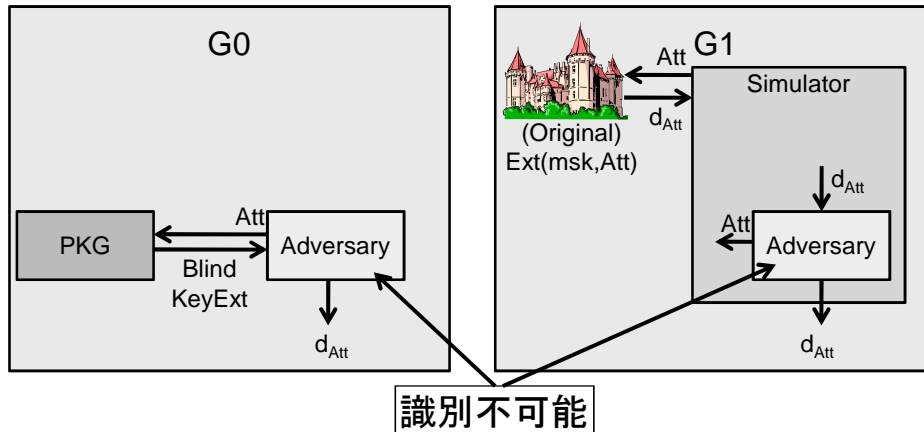 G0
PKG
Att
Blind
KeyExt
Adversary
d_Att
G1
Att
d_Att
(Original)
Ext(msk,Att)
Simulator
d_Att
Att
Adversary
d_Att
識別不可能